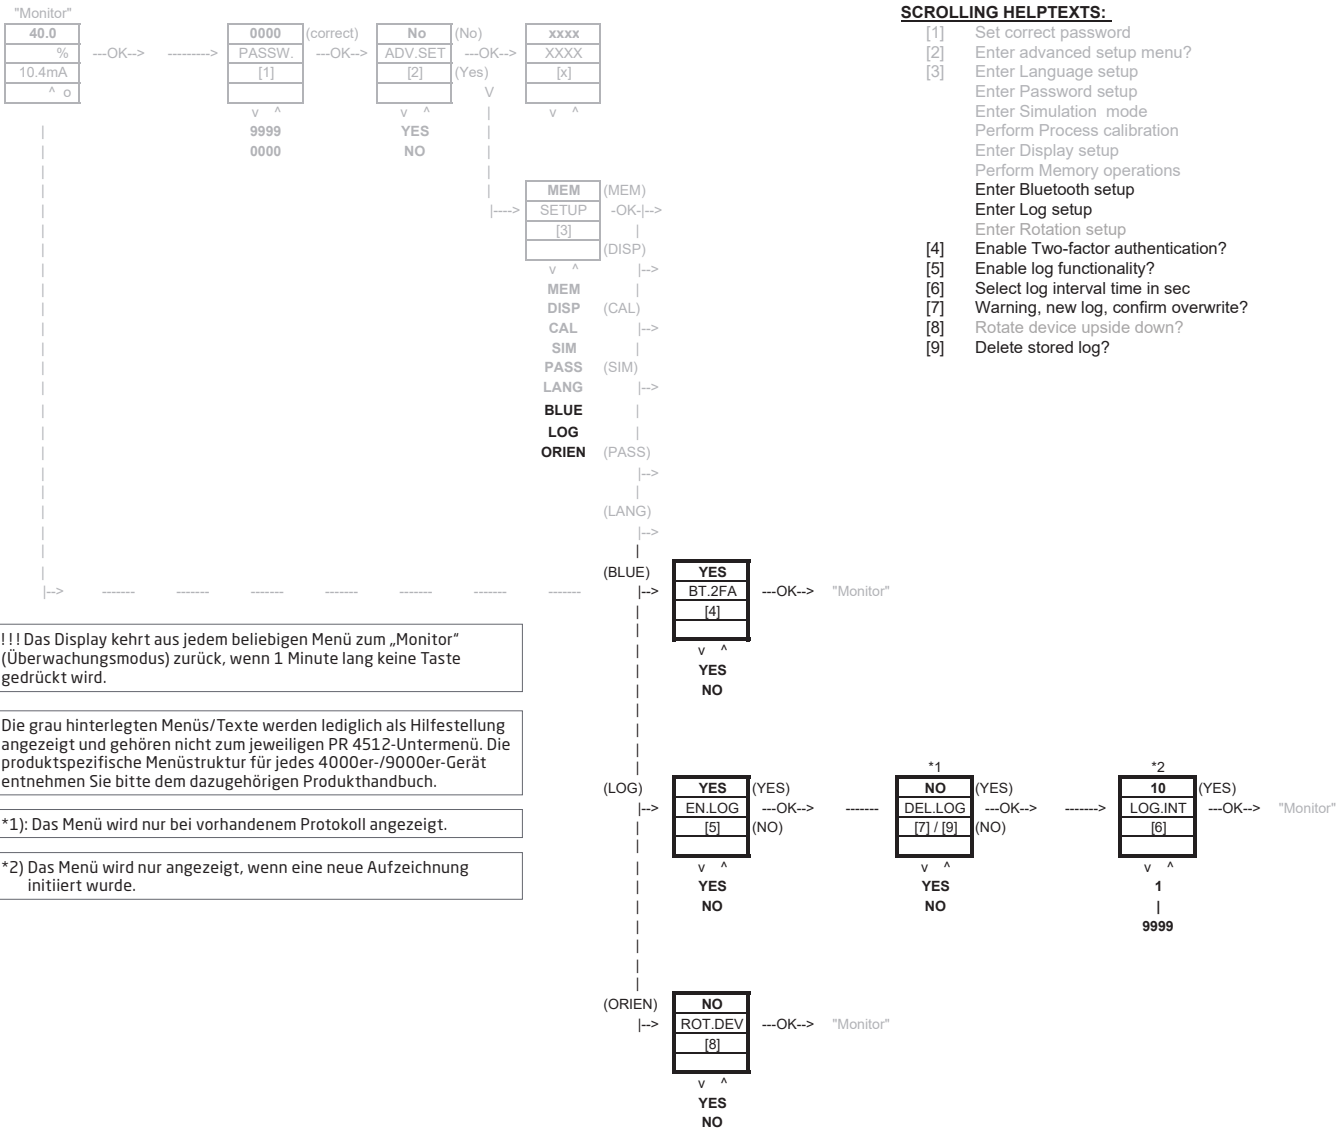 "Monitor"
40.0
%
10.4mA
^ o
---OK-->
--------->
0000
(correct)
PASSW.
---OK-->
[1]
v ^
9999
0000
No
(No)
ADV.SET
---OK-->
[2]
(Yes)
V
v ^
YES
NO
xxxx
XXXX
[x]
v ^
MEM
(MEM)
|---->
SETUP
-OK-|-->
[3]
(DISP)
v ^
|-->
MEM
DISP
(CAL)
CAL
|-->
SIM
PASS
(SIM)
LANG
|-->
BLUE
LOG
ORIEN
(PASS)
|-->
(LANG)
|-->
SCROLLING HELPTEXTS:
[1] Set correct password
[2] Enter advanced setup menu?
[3] Enter Language setup
Enter Password setup
Enter Simulation mode
Perform Process calibration
Enter Display setup
Perform Memory operations
Enter Bluetooth setup
Enter Log setup
Enter Rotation setup
[4] Enable Two-factor authentication?
[5] Enable log functionality?
[6] Select log interval time in sec
[7] Warning, new log, confirm overwrite?
[8] Rotate device upside down?
[9] Delete stored log?
(BLUE)
YES
|--> ------- ------- ------- ------- ------- ------- ------- |-->
BT.2FA
---OK-->
"Monitor"
[4]
v ^
YES
NO
!!! Das Display kehrt aus jedem beliebigen Menü zum „Monitor“
(Überwachungsmodus) zurück, wenn 1 Minute lang keine Taste
gedrückt wird.
Die grau hinterlegten Menüs/Texte werden lediglich als Hilfestellung
angezeigt und gehören nicht zum jeweiligen PR 4512-Untermenü. Die
produktspezifische Menüstruktur für jedes 4000er-/9000er-Gerät
entnehmen Sie bitte dem dazugehörigen Produkthandbuch.
*1): Das Menü wird nur bei vorhandenem Protokoll angezeigt.
*2) Das Menü wird nur angezeigt, wenn eine neue Aufzeichnung
initiiert wurde.
(LOG)
YES
(YES)
|-->
EN.LOG
---OK-->
-------
[5]
(NO)
v ^
YES
NO
*1
NO
(YES)
DEL.LOG
---OK-->
------->
[7] / [9]
(NO)
v ^
YES
NO
*2
10
(YES)
LOG.INT
---OK-->
"Monitor"
[6]
v ^
1
|
9999
(ORIEN)
NO
|-->
ROT.DEV
---OK-->
"Monitor"
[8]
v ^
YES
NO